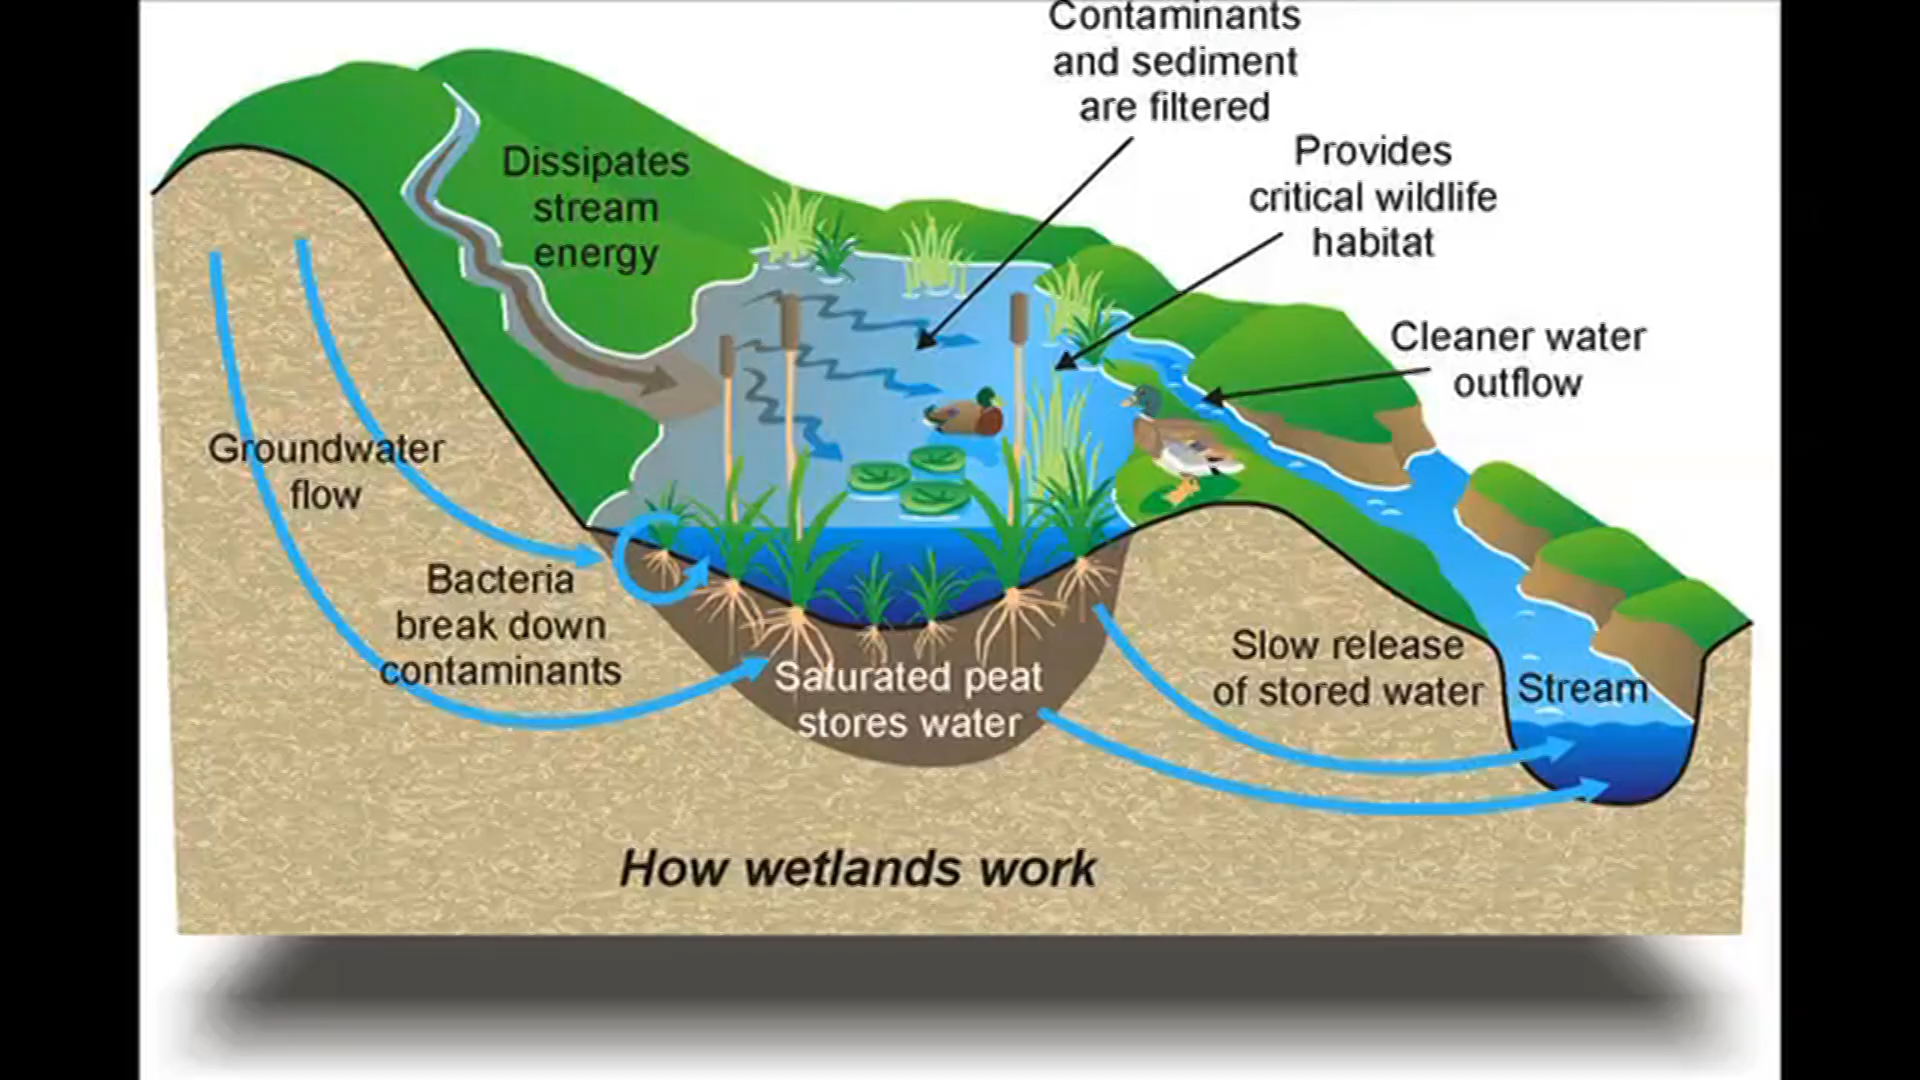 Contaminants
and sediment
are filtered
Provides
critical wildlife
habitat
Dissipates
stream
energy
Cleaner water
outflow
Groundwater
flow
Bacteria
break down
contaminants
Saturated peat
stores water
Slow release
of stored water
Stream
How wetlands work